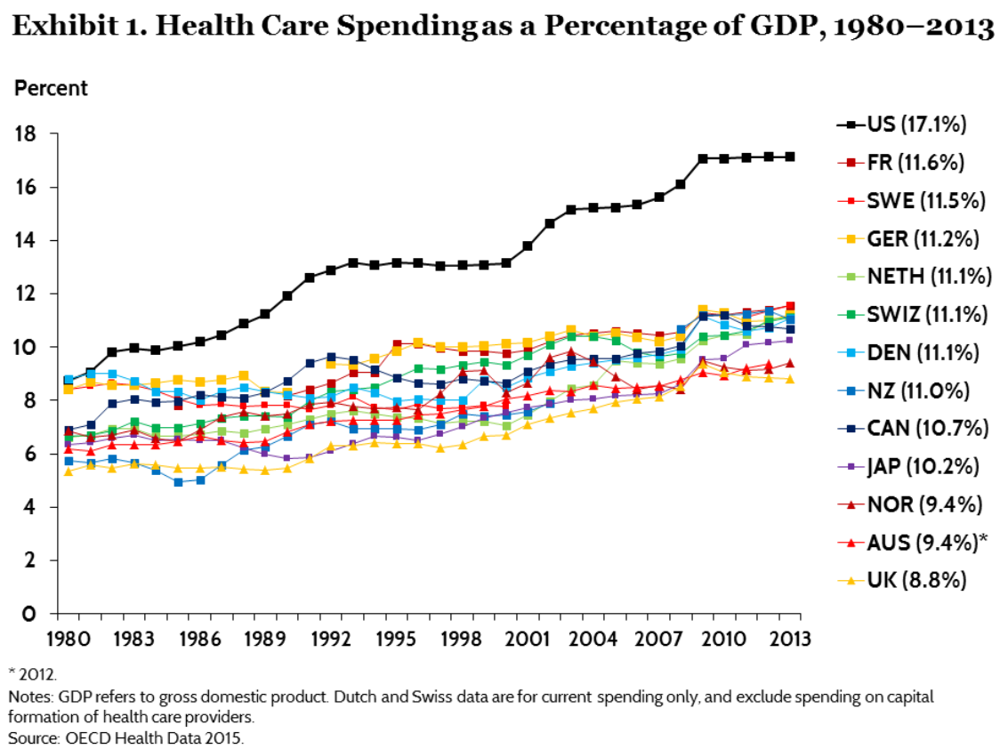 Exhibit 1. Health Care Spending as a Percentage of GDP, 1980–2013
Percent
18
16
14
12
10
8
6
4
2
0
1980 1983 1986 1989 1992 1995 1998 2001 2004 2007 2010 2013
US (17.1%)
FR (11.6%)
SWE (11.5%)
GER (11.2%)
NETH (11.1%)
SWIZ (11.1%)
DEN (11.1%)
NZ (11.0%)
CAN (10.7%)
JAP (10.2%)
NOR (9.4%)
AUS (9.4%)*
UK (8.8%)
* 2012.
Notes: GDP refers to gross domestic product. Dutch and Swiss data are for current spending only, and exclude spending on capital
formation of health care providers.
Source: OECD Health Data 2015.